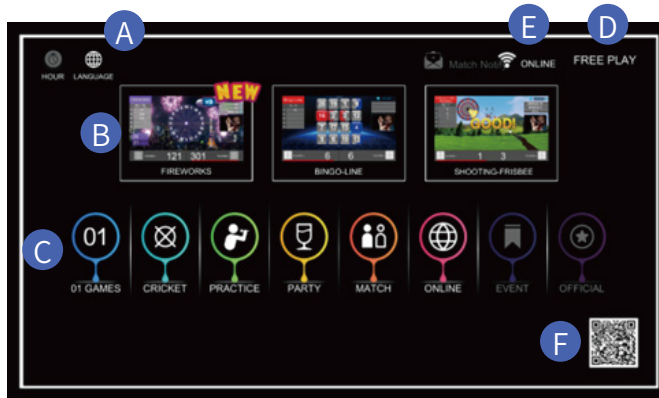 A
E
D
HOUR
LANGUAGE
Match Noti
ONLINE
FREE PLAY
B
NEW
121 301
FIREWORKS
6 6
BINGO-LINE
GOOD!
1 3
SHOOTING-FRISBEE
C
01
01 GAMES
CRICKET
PRACTICE
PARTY
MATCH
ONLINE
EVENT
OFFICIAL
F